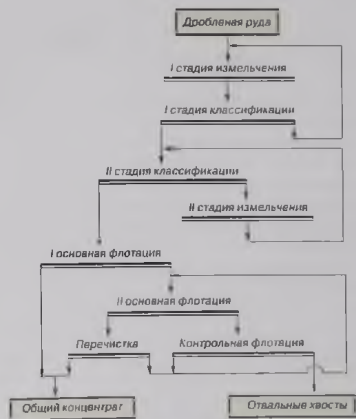 Дробленая руда
I стадия измельчения
I стадия классификации
II стадия классификации
II стадия измельчения
I основная флотация
II основная флотация
Перечистка Контрольная флотация
Общий концентрат Отвальные хвосты